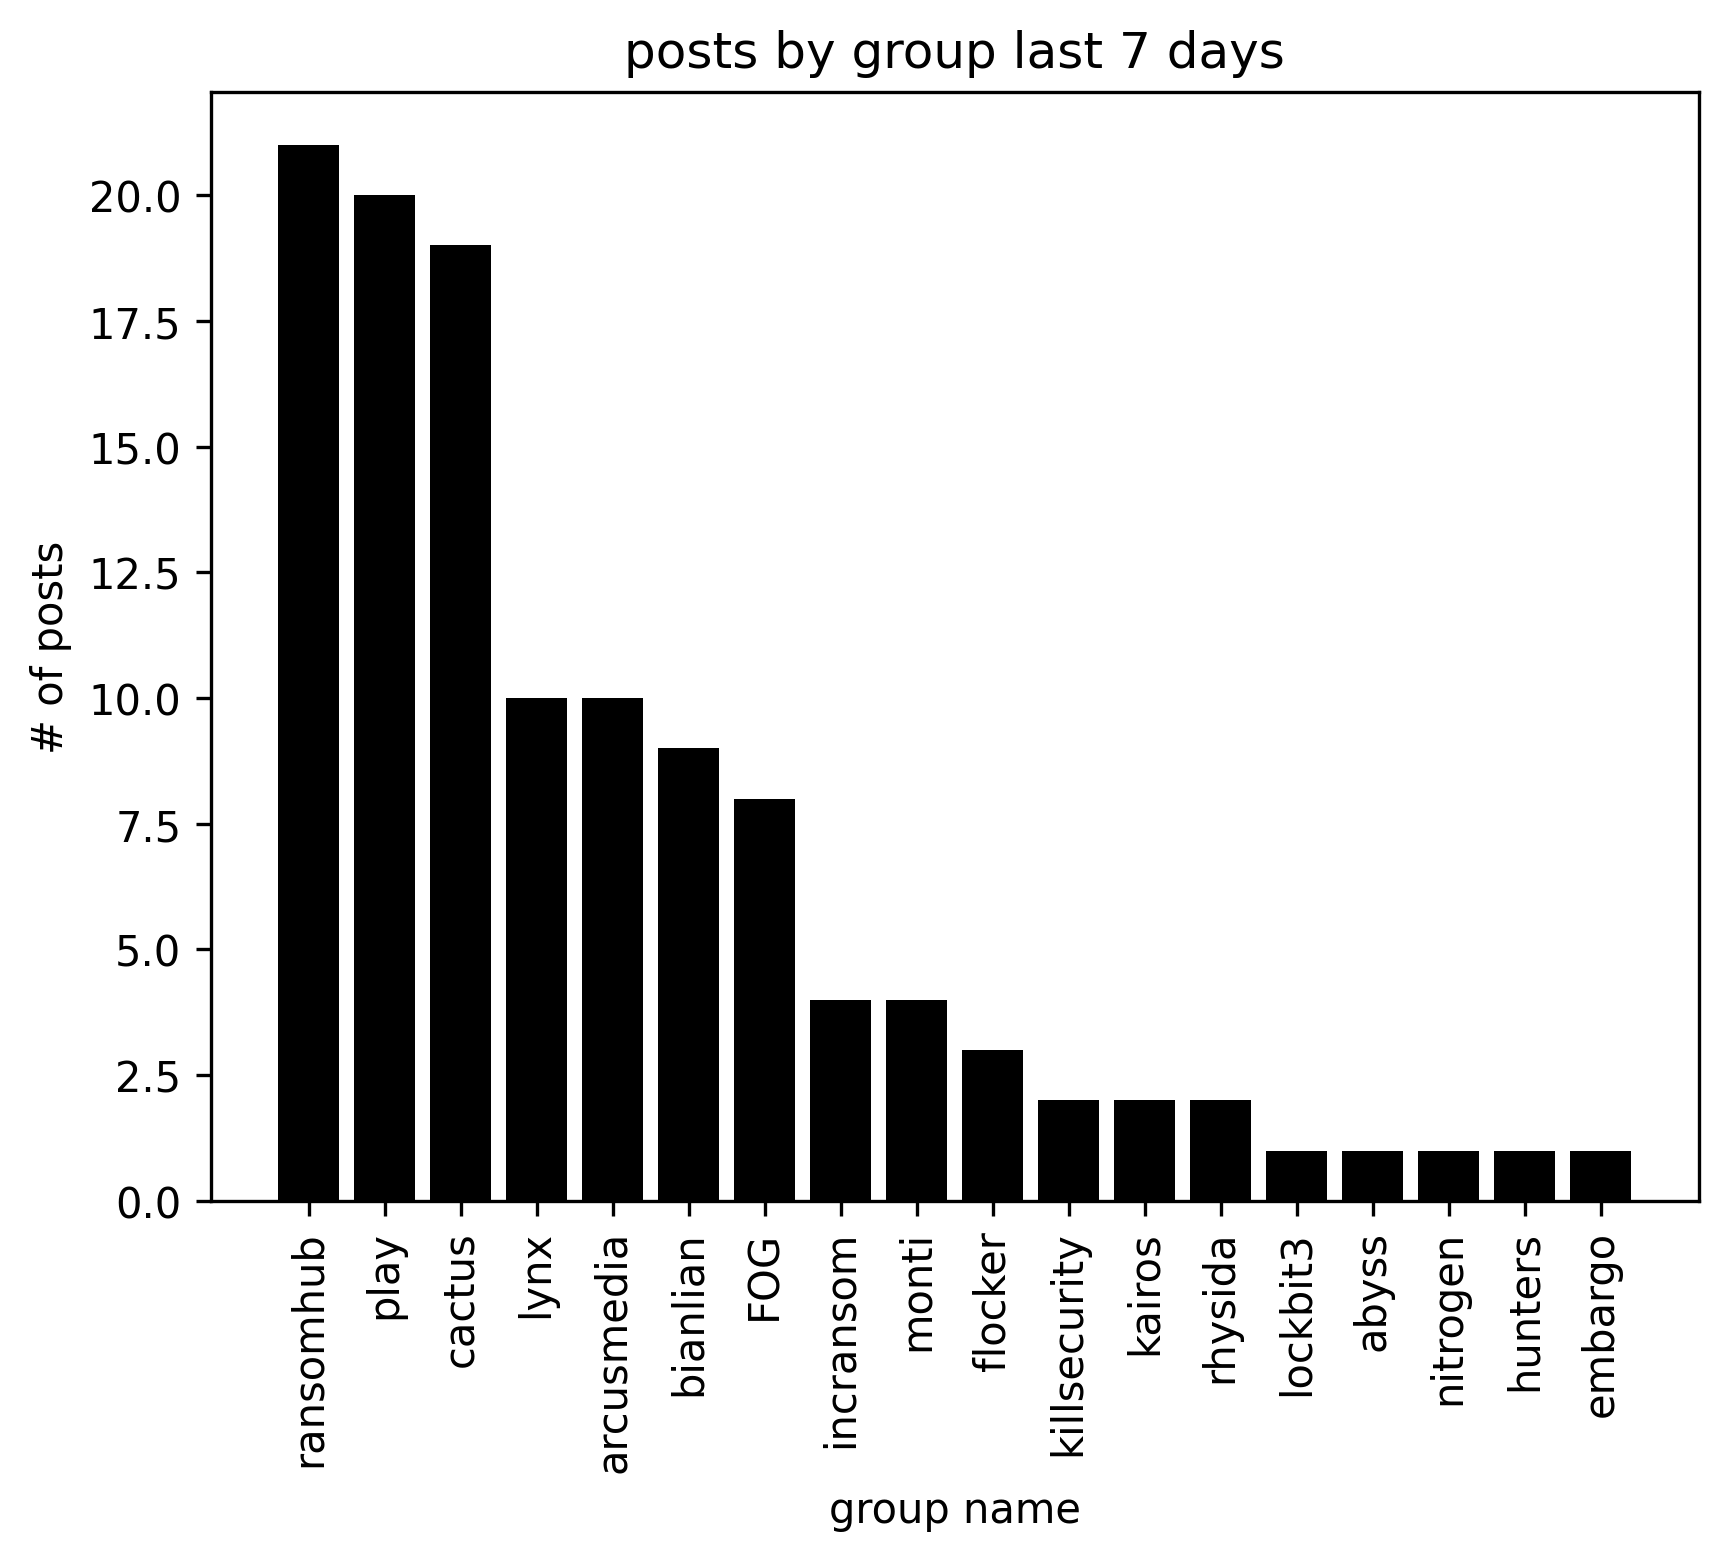 posts by group last 7 days
# of posts
20.0
17.5
15.0
12.5
10.0
7.5
5.0
2.5
0.0
ransomhub
play
cactus
lynx
arcusmedia
bianlian
FOG
incransom
monti
flocker
killsecurity
kairos
rhysida
lockbit3
abyss
nitrogen
hunters
embargo
group name